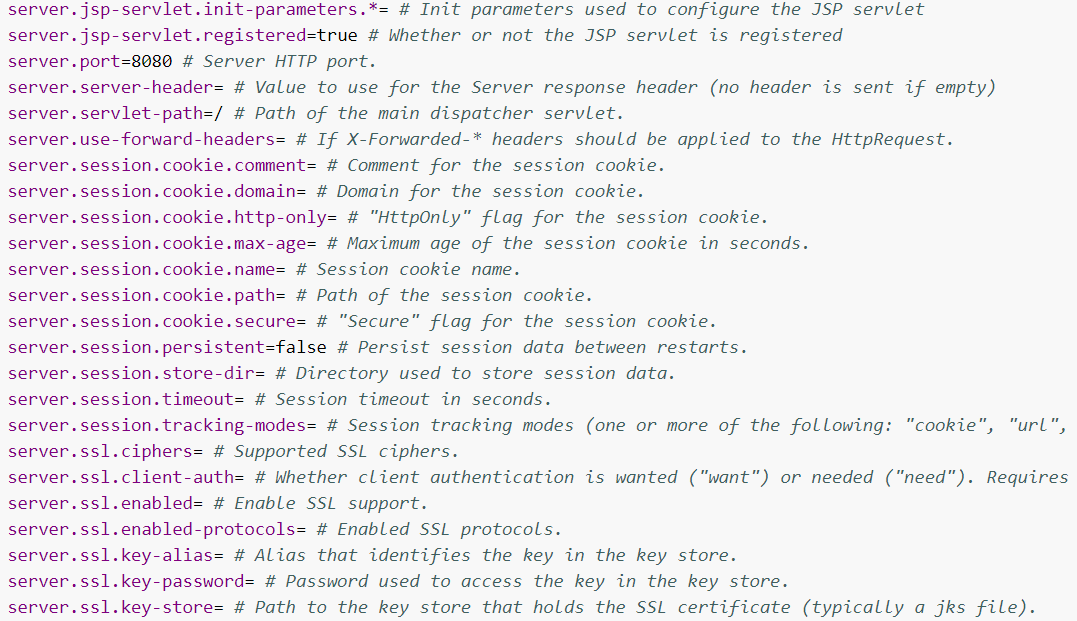 server.jsp-servlet.init-parameters.*= # Init parameters used to configure the JSP servlet
server.jsp-servlet.registered=true # Whether or not the JSP servlet is registered
server.port=8080 # Server HTTP port.
server.server-header= # Value to use for the Server response header (no header is sent if empty)
server.servlet-path=/ # Path of the main dispatcher servlet.
server.use-forward-headers= # If X-Forwarded-* headers should be applied to the HttpRequest.
server.session.cookie.comment= # Comment for the session cookie.
server.session.cookie.domain= # Domain for the session cookie.
server.session.cookie.http-only= # "HttpOnly" flag for the session cookie.
server.session.cookie.max-age= # Maximum age of the session cookie in seconds.
server.session.cookie.name= # Session cookie name.
server.session.cookie.path= # Path of the session cookie.
server.session.cookie.secure= # "Secure" flag for the session cookie.
server.session.persistent=false # Persist session data between restarts.
server.session.store-dir= # Directory used to store session data.
server.session.timeout= # Session timeout in seconds.
server.session.tracking-modes= # Session tracking modes (one or more of the following: "cookie", "url",
server.ssl.ciphers= # Supported SSL ciphers.
server.ssl.client-auth= # Whether client authentication is wanted ("want") or needed ("need"). Requires
server.ssl.enabled= # Enable SSL support.
server.ssl.enabled-protocols= # Enabled SSL protocols.
server.ssl.key-alias= # Alias that identifies the key in the key store.
server.ssl.key-password= # Password used to access the key in the key store.
server.ssl.key-store= # Path to the key store that holds the SSL certificate (typically a jks file).